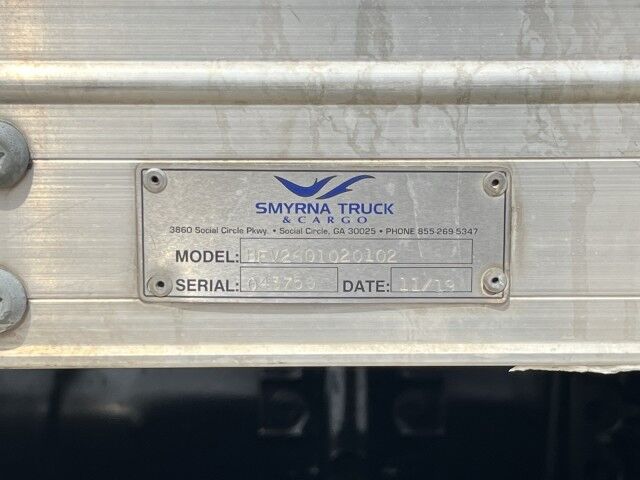 SMYRNA TRUCK
& CARGO
3860 Social Circle Pkwy. • Social Circle, GA 30025 • PHONE 855-269-5347
MODEL:
SERIAL: DATE: 11/19